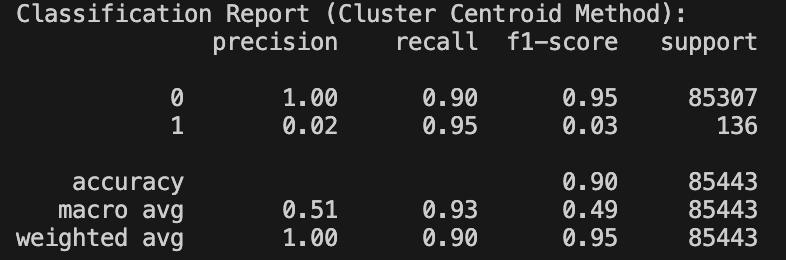 Classification Report (Cluster Centroid Method):
precision recall f1-score support
0 1.00 0.90 0.95 85307
1 0.02 0.95 0.03 136
accuracy 0.90 85443
macro avg 0.51 0.93 0.49 85443
weighted avg 1.00 0.90 0.95 85443